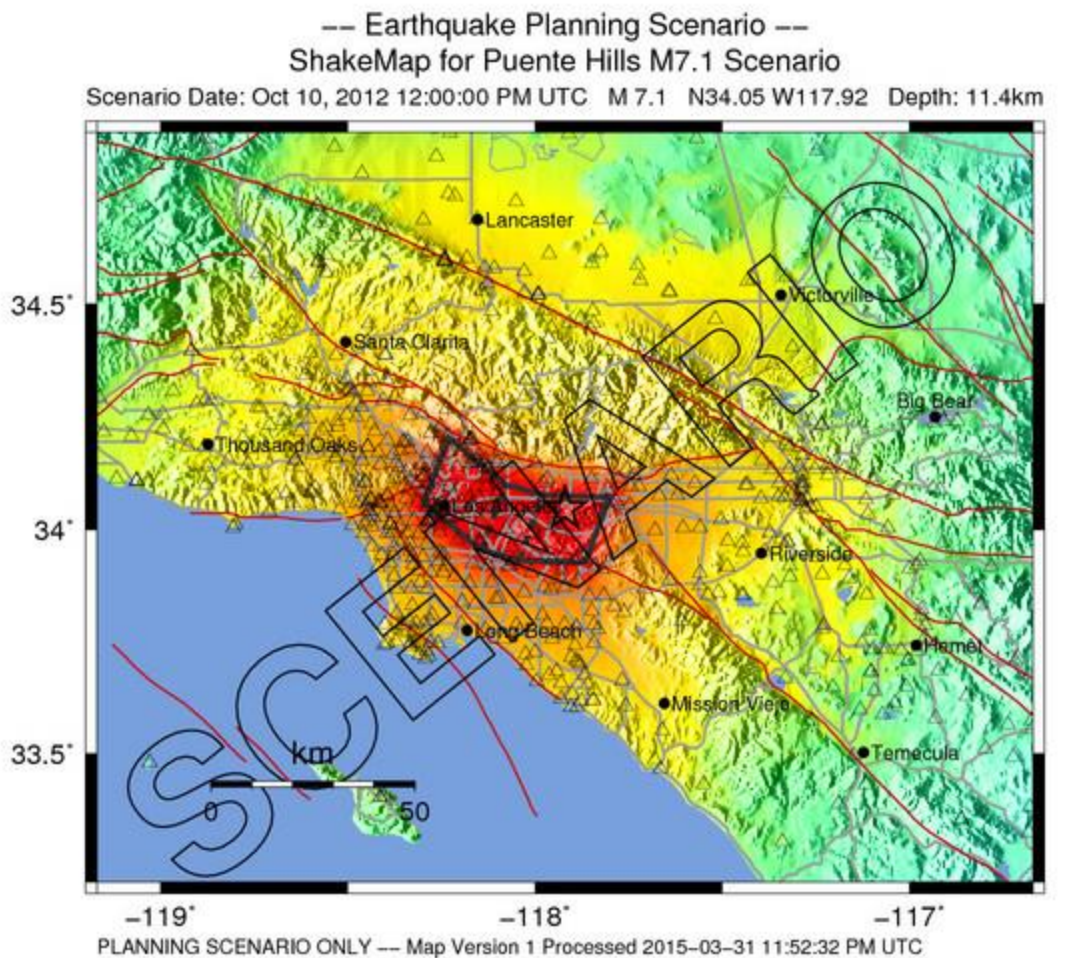 -- Earthquake Planning Scenario --
ShakeMap for Puente Hills M7.1 Scenario
Scenario Date: Oct 10, 2012 12:00:00 PM UTC M 7.1 N34.05 W117.92 Depth: 11.4km
Lancaster
34.5°
Victorville
Santa Clarita
Big Bear
Thousand Oaks
Los Angeles
34°
Riverside
Long Beach
Hemet
Mission Viejo
33.5°
Temecula
km
0 50
SCENARIO
-119° -118° -117°
PLANNING SCENARIO ONLY -- Map Version 1 Processed 2015-03-31 11:52:32 PM UTC